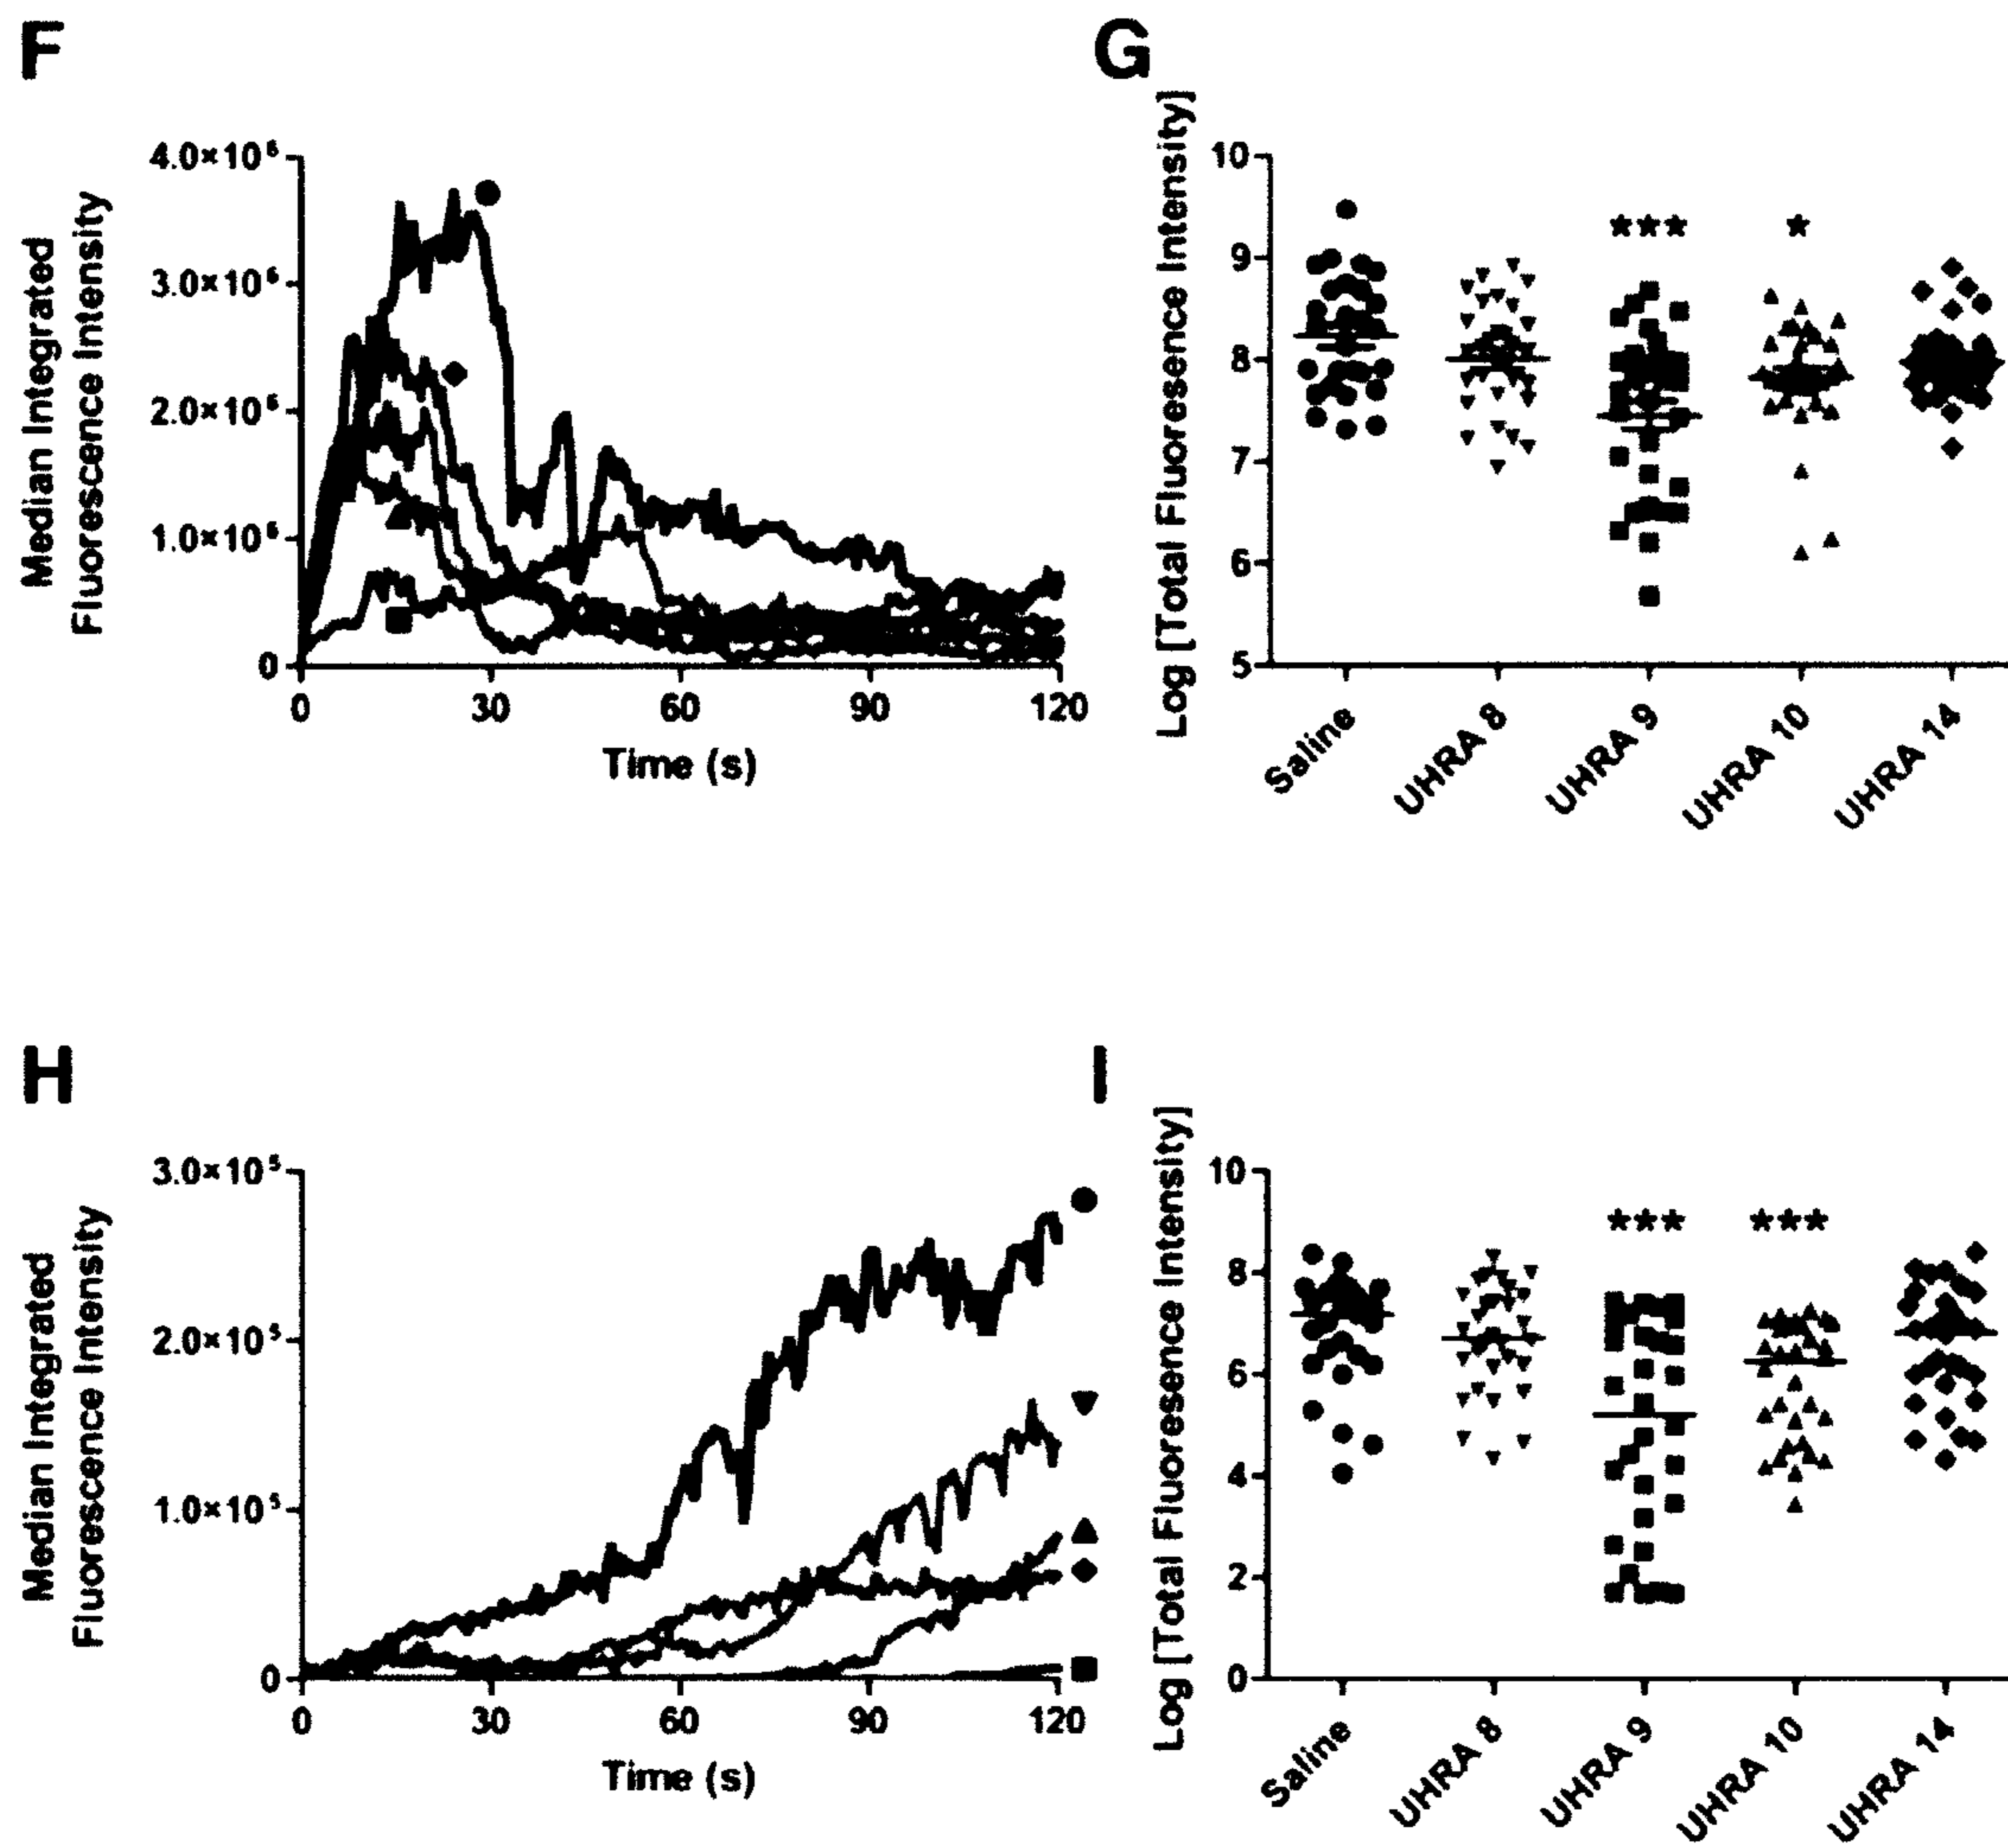 F
Median Integrated
Fluorescence Intensity
4.0×10⁶
3.0×10⁶
2.0×10⁶
1.0×10⁶
0
0 30 60 90 120
Time (s)
G
Log [Total Fluoresence Intensity]
10
9
8
7
6
5
*** *
Saline UHRA 8 UHRA 9 UHRA 10 UHRA 14
H
Median Integrated
Fluorescence Intensity
3.0×10⁵
2.0×10⁵
1.0×10⁵
0
0 30 60 90 120
Time (s)
I
Log [Total Fluoresence Intensity]
10
8
6
4
2
0
*** ***
Saline UHRA 8 UHRA 9 UHRA 10 UHRA 14